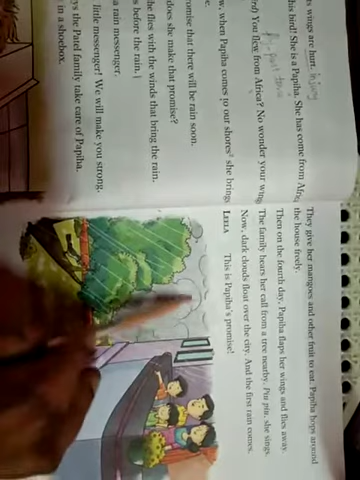 s wings are hurt.
injury
ha bird! She is a Papiha. She has come from Afri
ed! You flew from Africa? No wonder your wing
w, when Papiha comes to our shores² she brings
e.
omise that there will be rain soon.
does she make that promise?
he flies with the winds that bring the rain.
s before the rain.
a rain messenger.
little messenger! We will make you strong.
ys the Patel family take care of Papiha.
in a shoebox.
They give her mangoes and other fruit to eat. Papiha hops around
the house freely.
Then on the fourth day, Papiha flaps her wings and flies away.
The family hears her call from a tree nearby. Piu piu, she sings.
Now, dark clouds float over the city. And the first rain comes.
LEELA This is Papiha's promise!